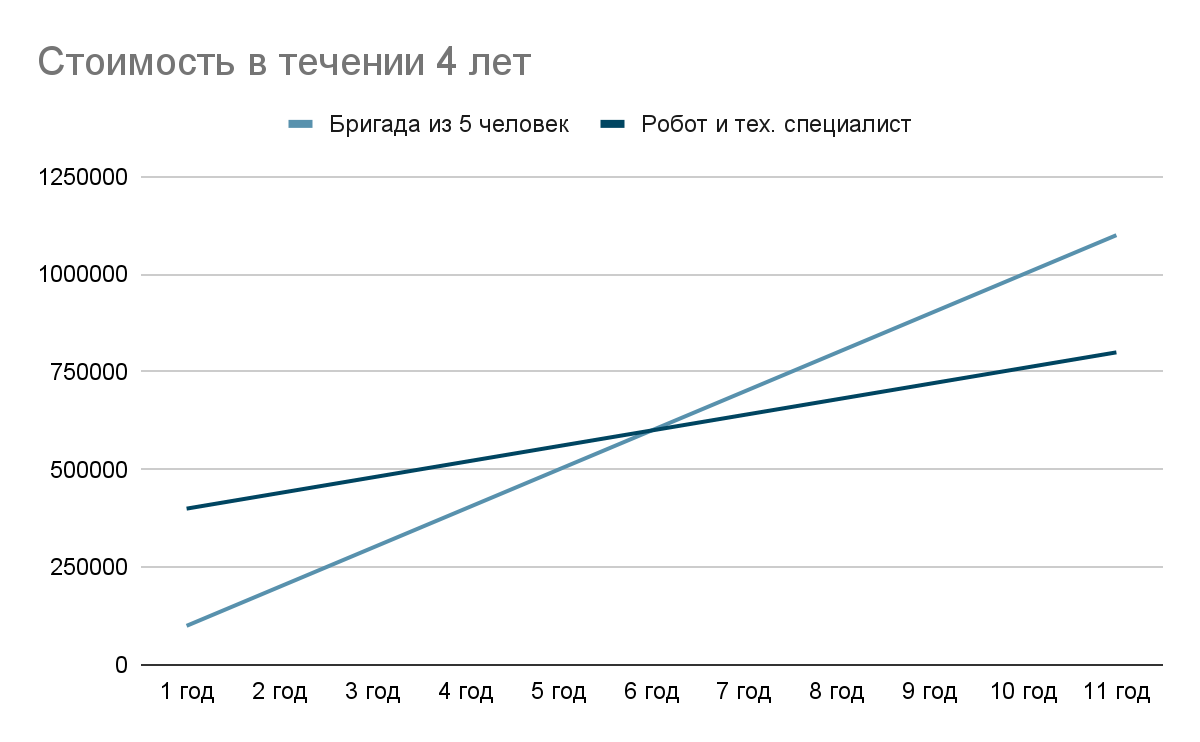 Стоимость в течении 4 лет
Бригада из 5 человек Робот и тех. специалист
1250000
1000000
750000
500000
250000
0
1 год 2 год 3 год 4 год 5 год 6 год 7 год 8 год 9 год 10 год 11 год